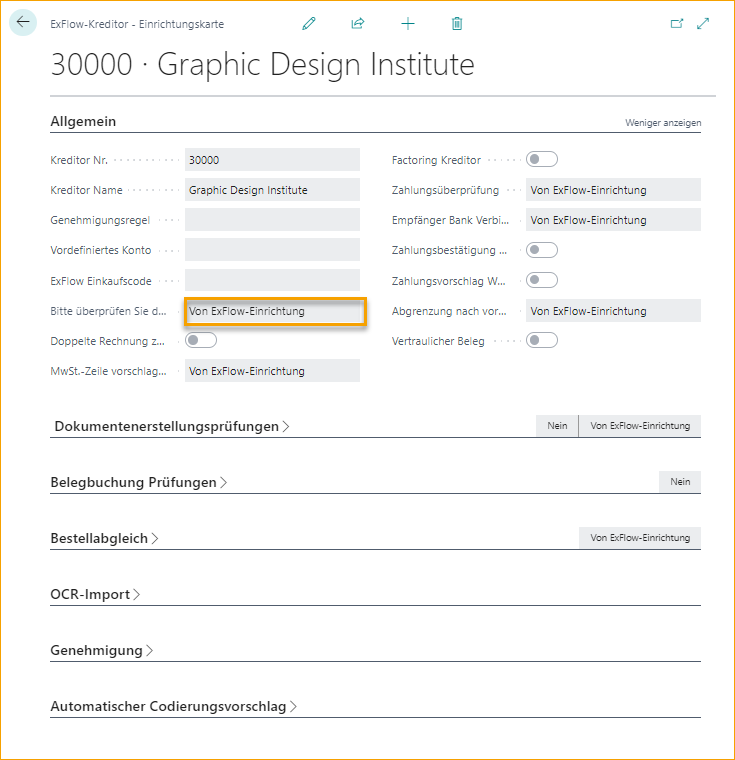 ExFlow-Kreditor - Einrichtungskarte
30000 · Graphic Design Institute
Allgemein
Weniger anzeigen
Kreditor Nr. 30000
Kreditor Name Graphic Design Institute
Genehmigungsregel
Vordefiniertes Konto
ExFlow Einkaufscode
Bitte überprüfen Sie d... Von ExFlow-Einrichtung
Doppelte Rechnung z...
MwSt.-Zeile vorschlag... Von ExFlow-Einrichtung
Factoring Kreditor
Zahlungsüberprüfung Von ExFlow-Einrichtung
Empfänger Bank Verbi... Von ExFlow-Einrichtung
Zahlungsbestätigung ...
Zahlungsvorschlag W...
Abgrenzung nach vor... Von ExFlow-Einrichtung
Vertraulicher Beleg
Dokumentenerstellungsprüfungen Nein Von ExFlow-Einrichtung
Belegbuchung Prüfungen Nein
Bestellabgleich Von ExFlow-Einrichtung
OCR-Import
Genehmigung
Automatischer Codierungsvorschlag